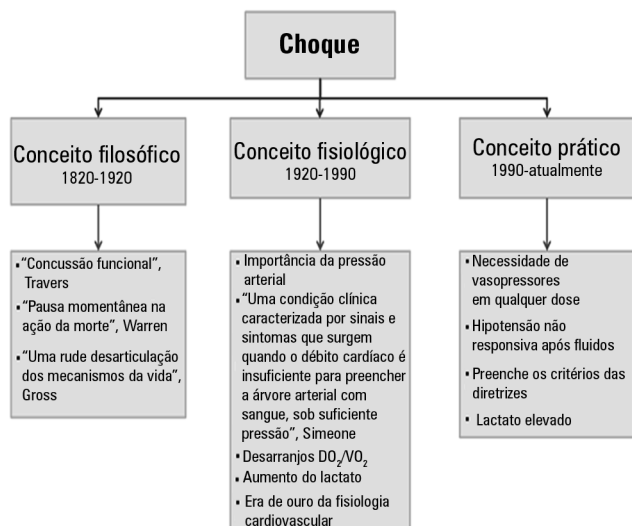 Choque
Conceito filosófico
1820-1920
Conceito fisiológico
1920-1990
Conceito prático
1990-atualmente
▪ “Concussão funcional”,
Travers
▪ “Pausa momentânea na
ação da morte”, Warren
▪ “Uma rude desarticulação
dos mecanismos da vida”,
Gross
▪ Importância da pressão
arterial
▪ “Uma condição clínica
caracterizada por sinais e
sintomas que surgem
quando o débito cardíaco é
insuficiente para preencher
a árvore arterial com
sangue, sob suficiente
pressão”, Simeone
▪ Desarranjos DO₂/VO₂
▪ Aumento do lactato
▪ Era de ouro da fisiologia
cardiovascular
▪ Necessidade de
vasopressores
em qualquer dose
▪ Hipotensão não
responsiva após fluidos
▪ Preenche os critérios das
diretrizes
▪ Lactato elevado